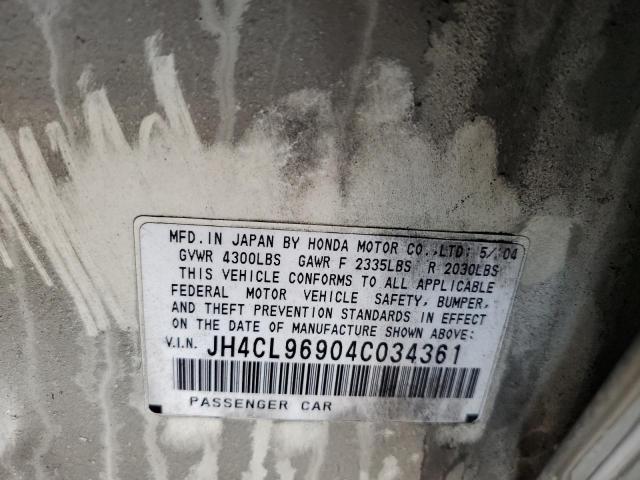 MFD. IN JAPAN BY HONDA MOTOR CO.,LTD: 5/04
GVWR 4300LBS GAWR F 2335LBS R 2030LBS
THIS VEHICLE CONFORMS TO ALL APPLICABLE
FEDERAL MOTOR VEHICLE SAFETY, BUMPER,
AND THEFT PREVENTION STANDARDS IN EFFECT
ON THE DATE OF MANUFACTURE SHOWN ABOVE:
V.I.N. JH4CL96904C034361
PASSENGER CAR